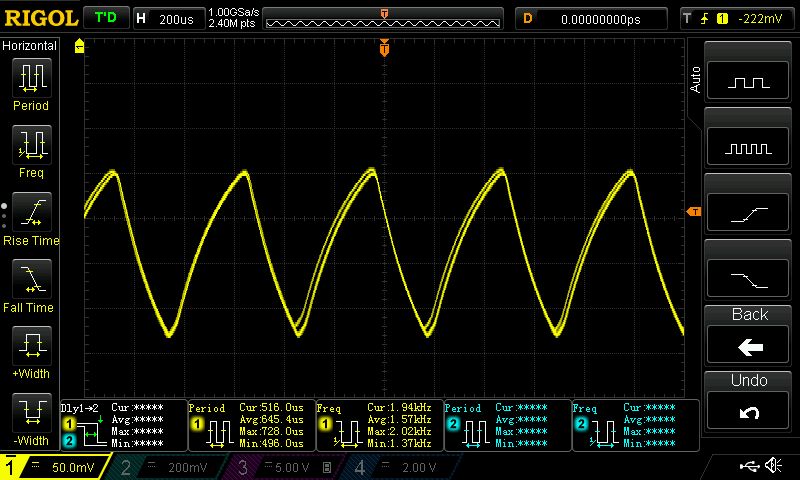 RIGOL T'D H 200us 1.00GSa/s 2.40M pts T D 0.00000000ps T 1 -222mV
Horizontal
Period
Freq
Rise Time
Fall Time
+Width
-Width
T
T
Auto
Back
Undo
Dly1→2 Cur:*****
1 Avg:*****
Max:*****
2 Min:*****
Period Cur:516.0us
1 Avg:645.4us
Max:728.0us
Min:496.0us
Freq Cur:1.94kHz
1 Avg:1.57kHz
Max:2.02kHz
Min:1.37kHz
Period Cur:*****
2 Avg:*****
Max:*****
Min:*****
Freq Cur:*****
2 Avg:*****
Max:*****
Min:*****
1 50.0mV 2 200mV 3 5.00 V B 4 2.00 V